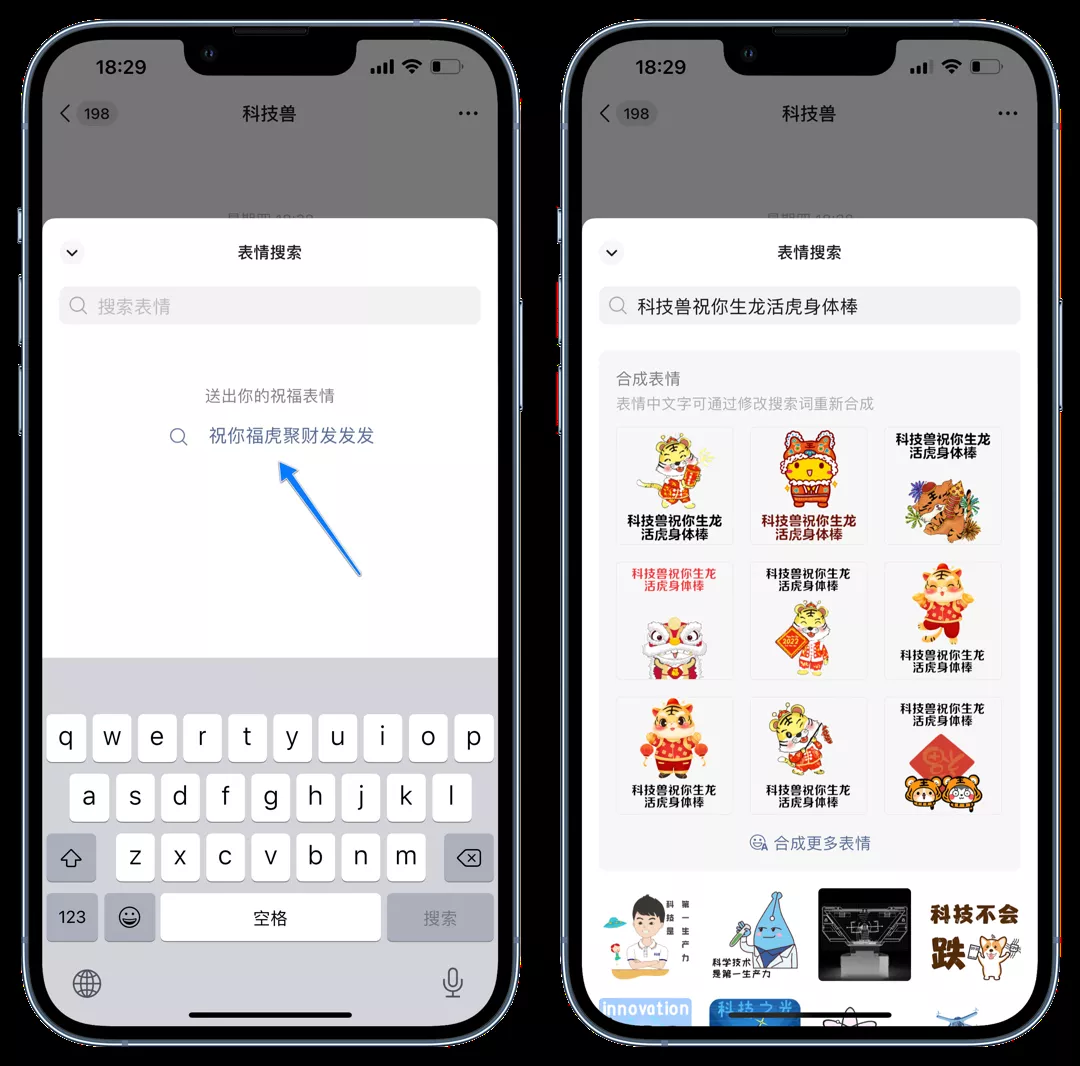 18:29
198
科技兽
表情搜索
搜索表情
送出你的祝福表情
祝你福虎聚财发发发
q w e r t y u i o p
a s d f g h j k l
z x c v b n m
123
空格
搜索
18:29
198
科技兽
表情搜索
科技兽祝你生龙活虎身体棒
合成表情
表情中文字可通过修改搜索词重新合成
科技兽祝你生龙
活虎身体棒
科技兽祝你生龙
活虎身体棒
科技兽祝你生龙
活虎身体棒
科技兽祝你生龙
活虎身体棒
科技兽祝你生龙
活虎身体棒
科技兽祝你生龙
活虎身体棒
科技兽祝你生龙
活虎身体棒
科技兽祝你生龙
活虎身体棒
科技兽祝你生龙
活虎身体棒
合成更多表情
第一生产力
科技是
科学技术
是第一生产力
科技不会
跌
innovation
科技之光